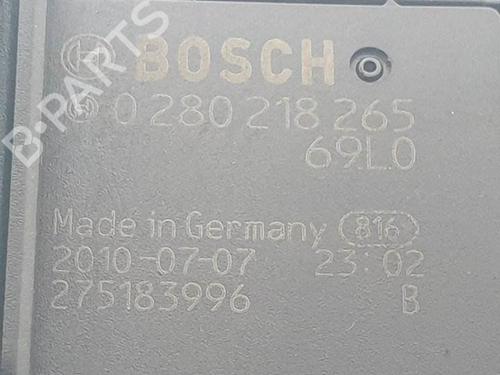 BOSCH
0 280 218 265
69L0
Made in Germany 816
2010-07-07 23:02
275183996 B
B-PARTS